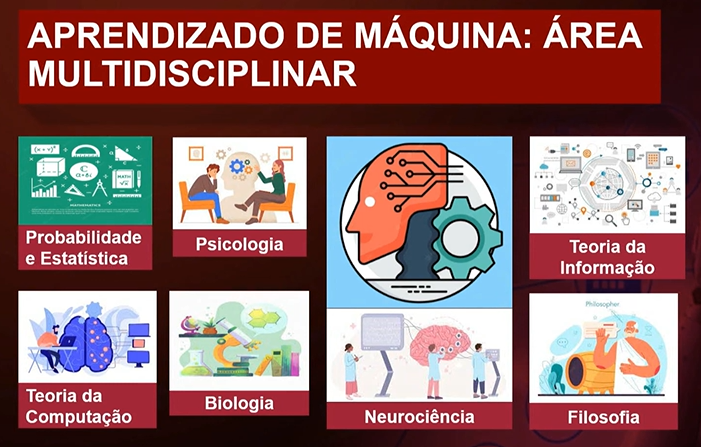 APRENDIZADO DE MÁQUINA: ÁREA
MULTIDISCIPLINAR
Probabilidade
e Estatística
Psicologia
Teoria da
Informação
Teoria da
Computação
Biologia
Neurociência
Philosopher
Filosofia